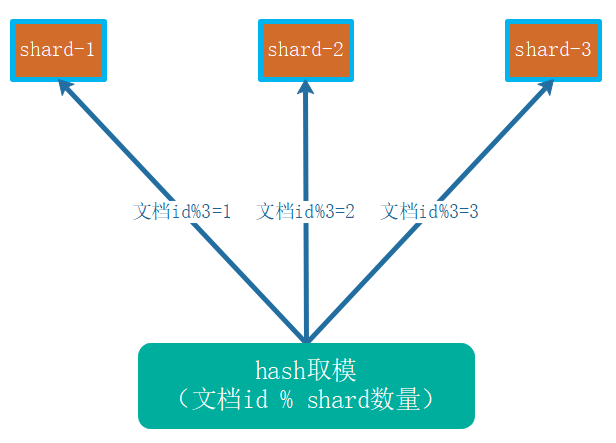 shard-1
shard-2
shard-3
文档id%3=1
文档id%3=2
文档id%3=3
hash取模
（文档id % shard数量）